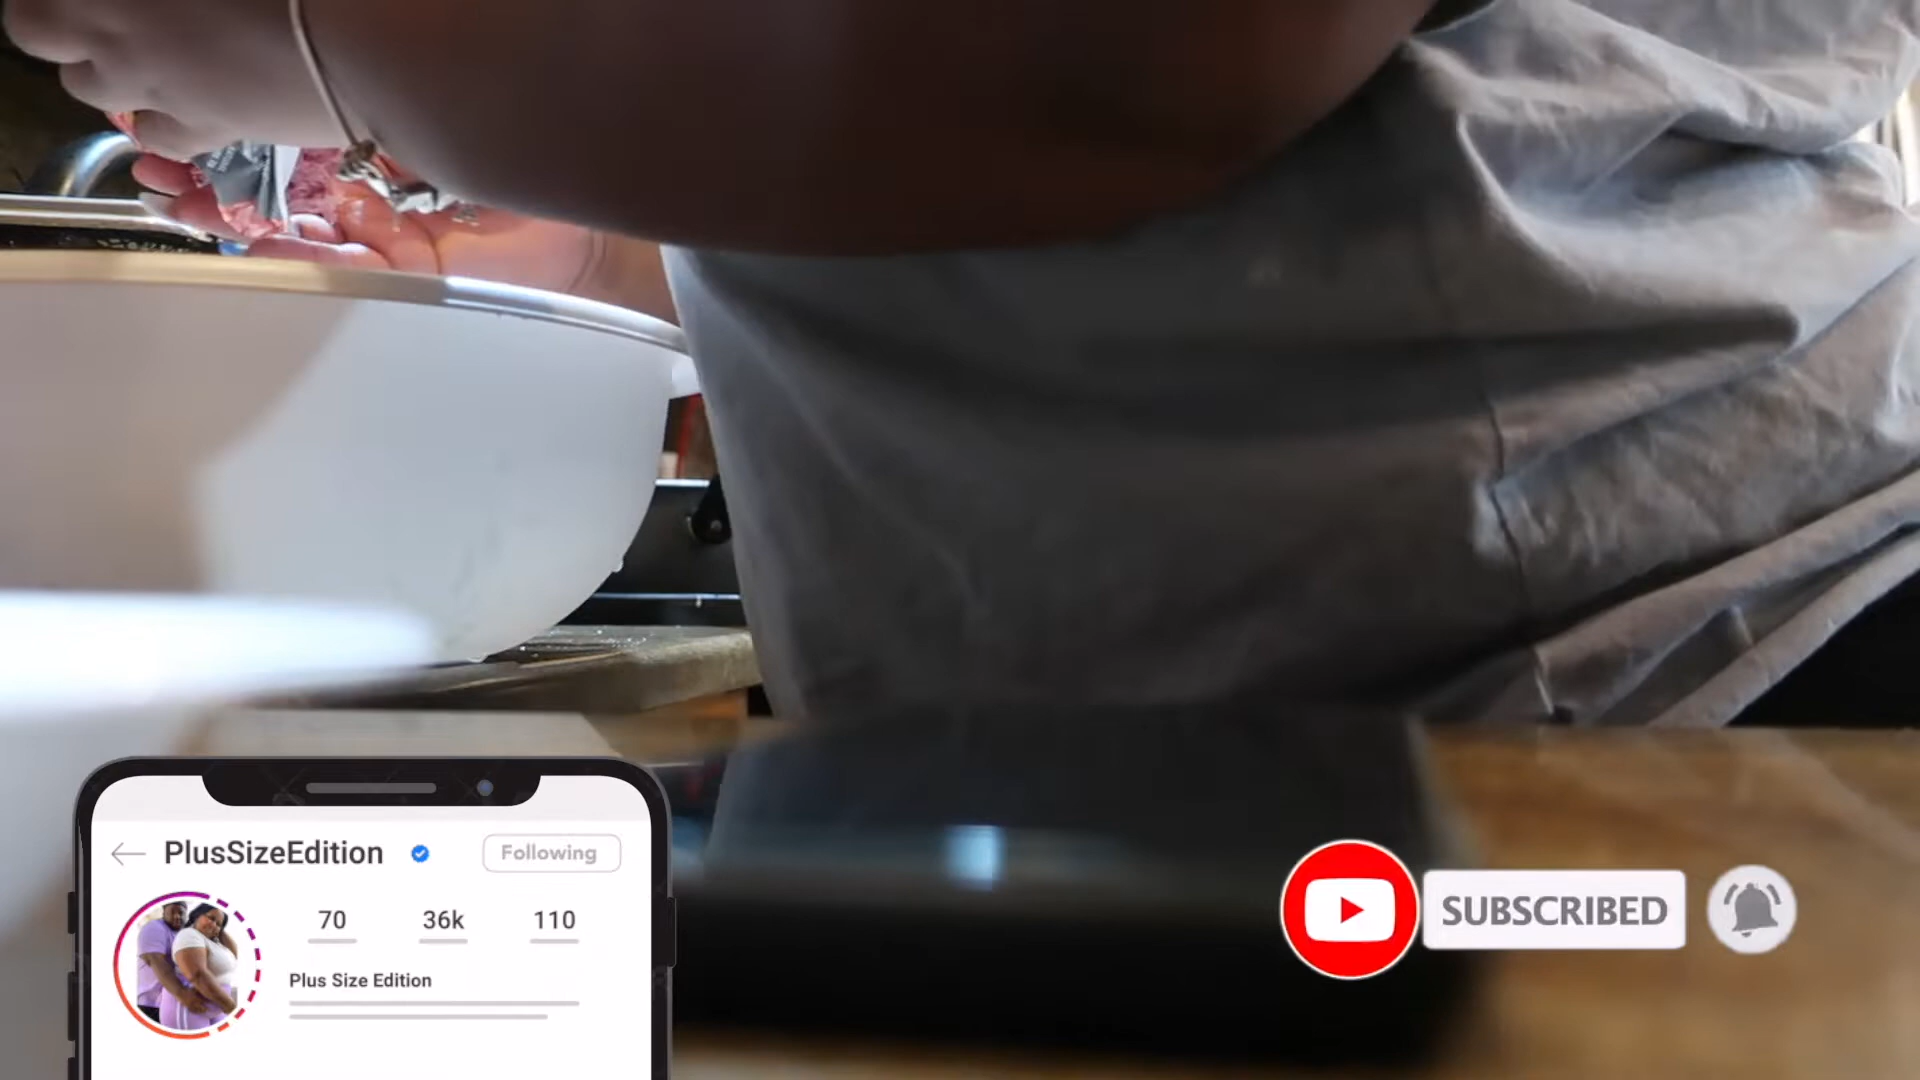 PlusSizeEdition
Following
70 36k 110
Plus Size Edition
SUBSCRIBED